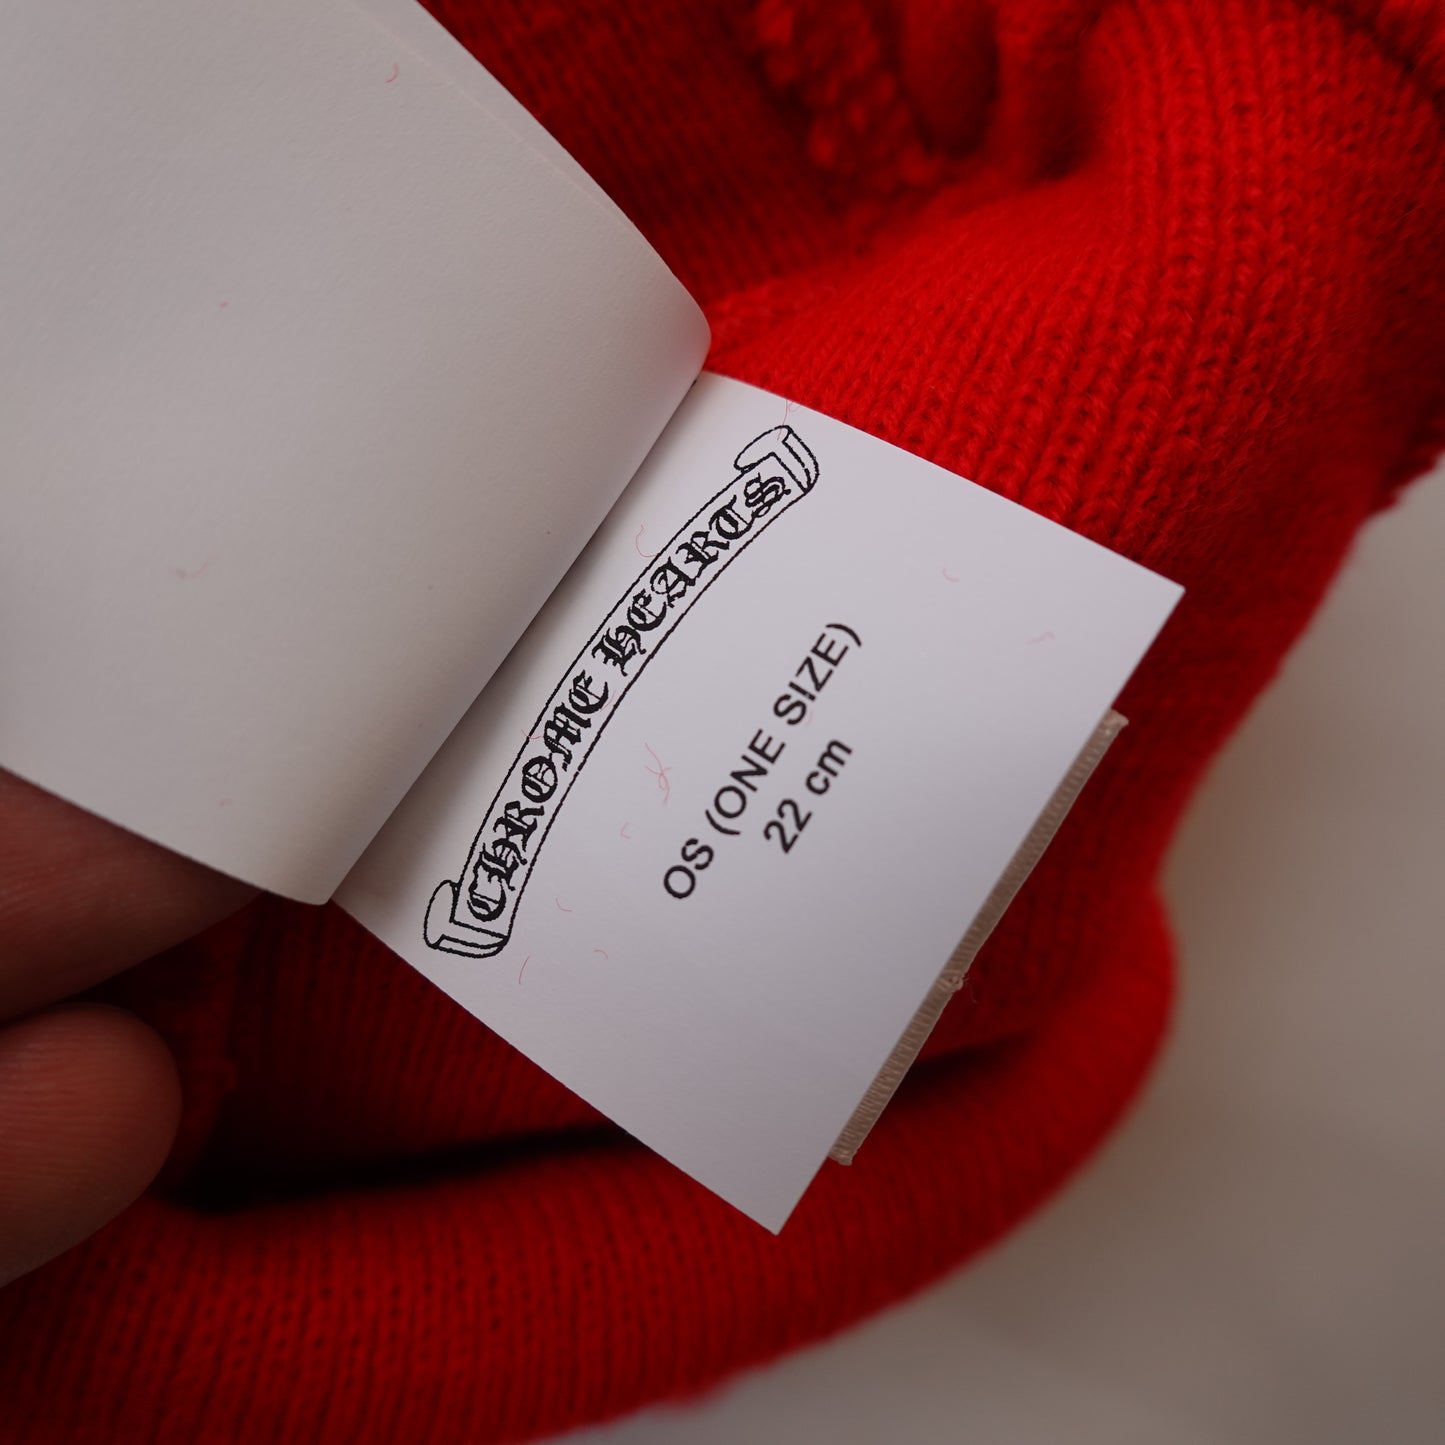 CHROME HEARTS
OS (ONE SIZE)
22 cm